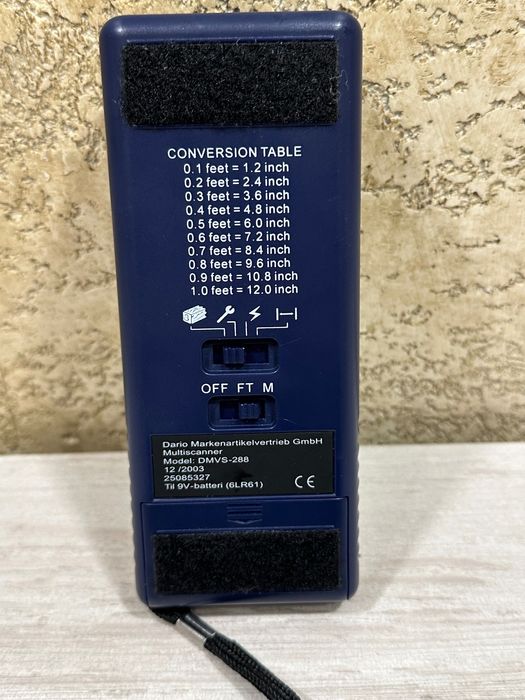 CONVERSION TABLE
0.1 feet = 1.2 inch
0.2 feet = 2.4 inch
0.3 feet = 3.6 inch
0.4 feet = 4.8 inch
0.5 feet = 6.0 inch
0.6 feet = 7.2 inch
0.7 feet = 8.4 inch
0.8 feet = 9.6 inch
0.9 feet = 10.8 inch
1.0 feet = 12.0 inch
OFF FT M
Dario Markenartikelvertrieb GmbH
Multiscanner
Model: DMVS-288
12 /2003
25085327
Til 9V-batteri (6LR61) CE